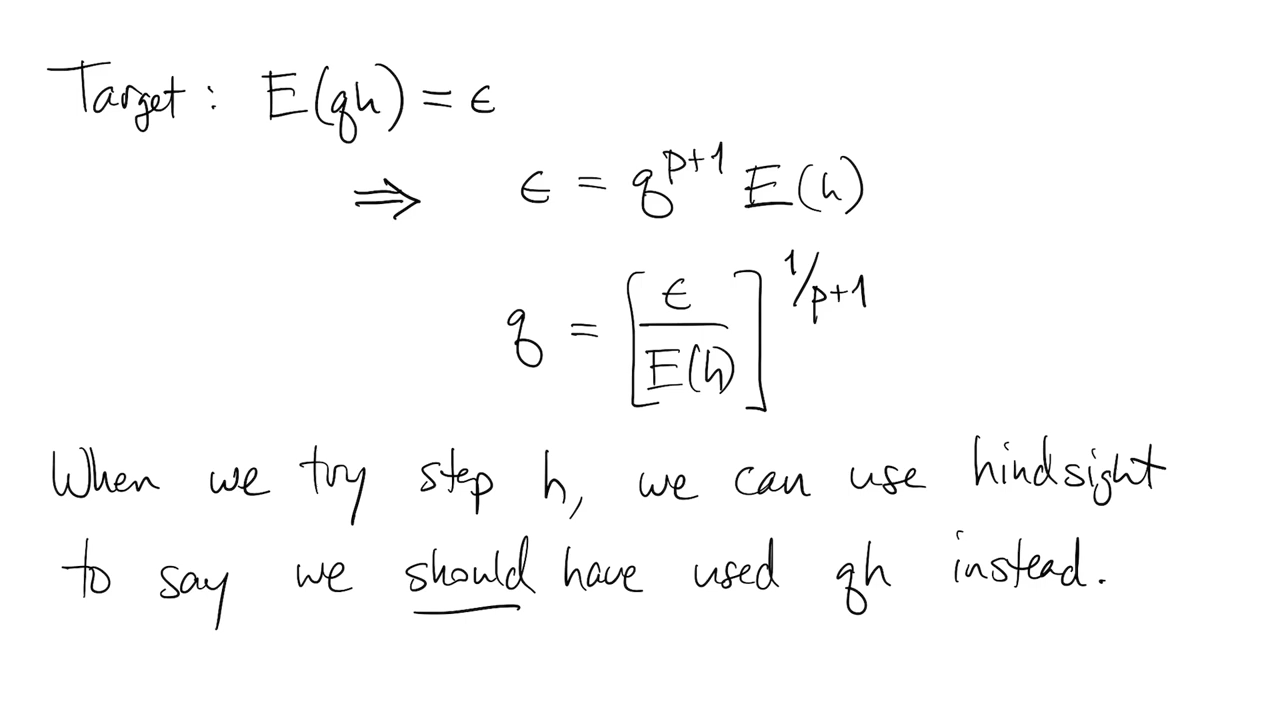 Target: E(qh) = ϵ
⇒ ϵ = q^{p+1} E(h)
q = [ϵ / E(h)]^{1/p+1}
When we try step h, we can use hindsight
to say we should have used qh instead.